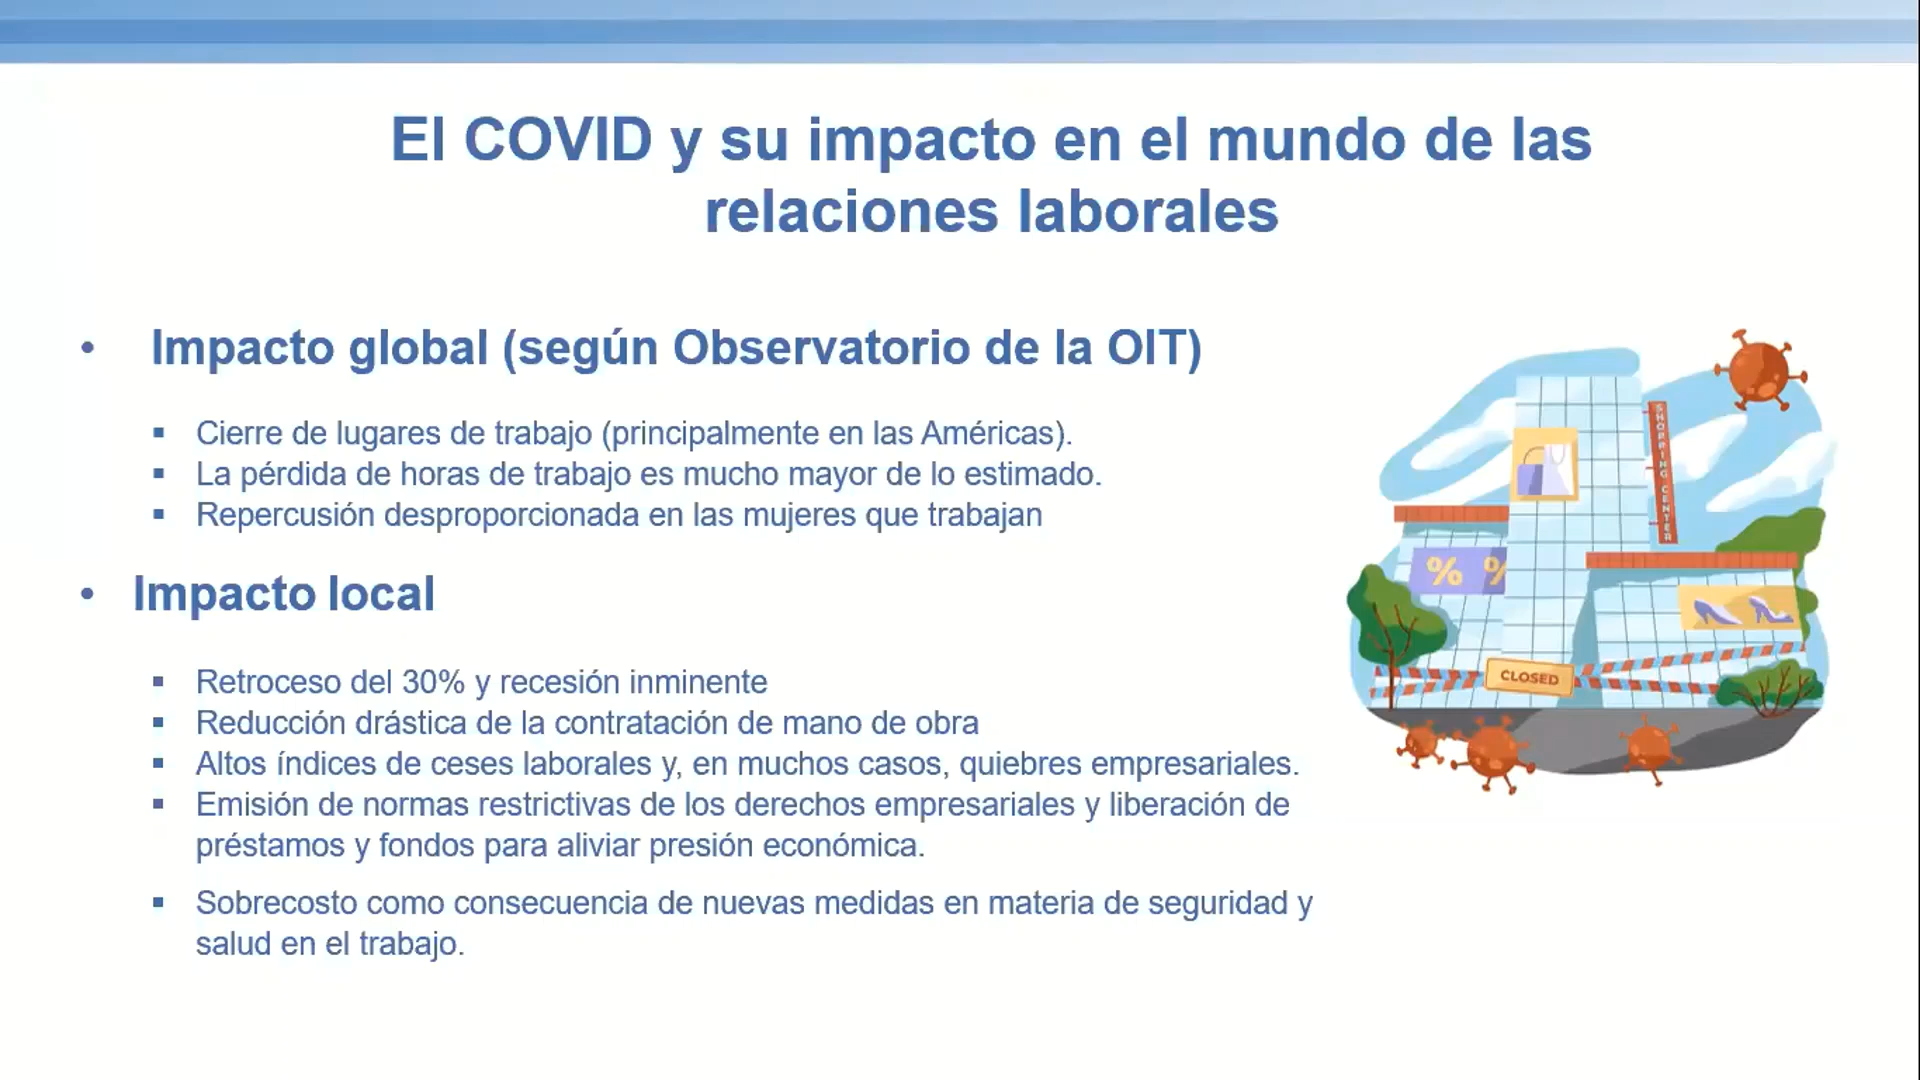 El COVID y su impacto en el mundo de las
relaciones laborales
• Impacto global (según Observatorio de la OIT)
▪ Cierre de lugares de trabajo (principalmente en las Américas).
▪ La pérdida de horas de trabajo es mucho mayor de lo estimado.
▪ Repercusión desproporcionada en las mujeres que trabajan
• Impacto local
▪ Retroceso del 30% y recesión inminente
▪ Reducción drástica de la contratación de mano de obra
▪ Altos índices de ceses laborales y, en muchos casos, quiebres empresariales.
▪ Emisión de normas restrictivas de los derechos empresariales y liberación de
préstamos y fondos para aliviar presión económica.
▪ Sobrecosto como consecuencia de nuevas medidas en materia de seguridad y
salud en el trabajo.
SHOPPING CENTER
% %
CLOSED